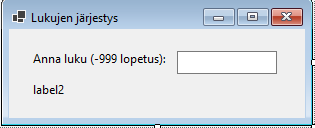 Lukujen järjestys
Anna luku (-999 lopetus):
label2